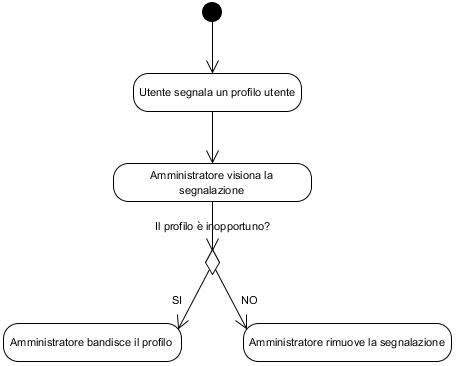 Utente segnala un profilo utente
Amministratore visiona la
segnalazione
Il profilo è inopportuno?
SI
NO
Amministratore bandisce il profilo
Amministratore rimuove la segnalazione